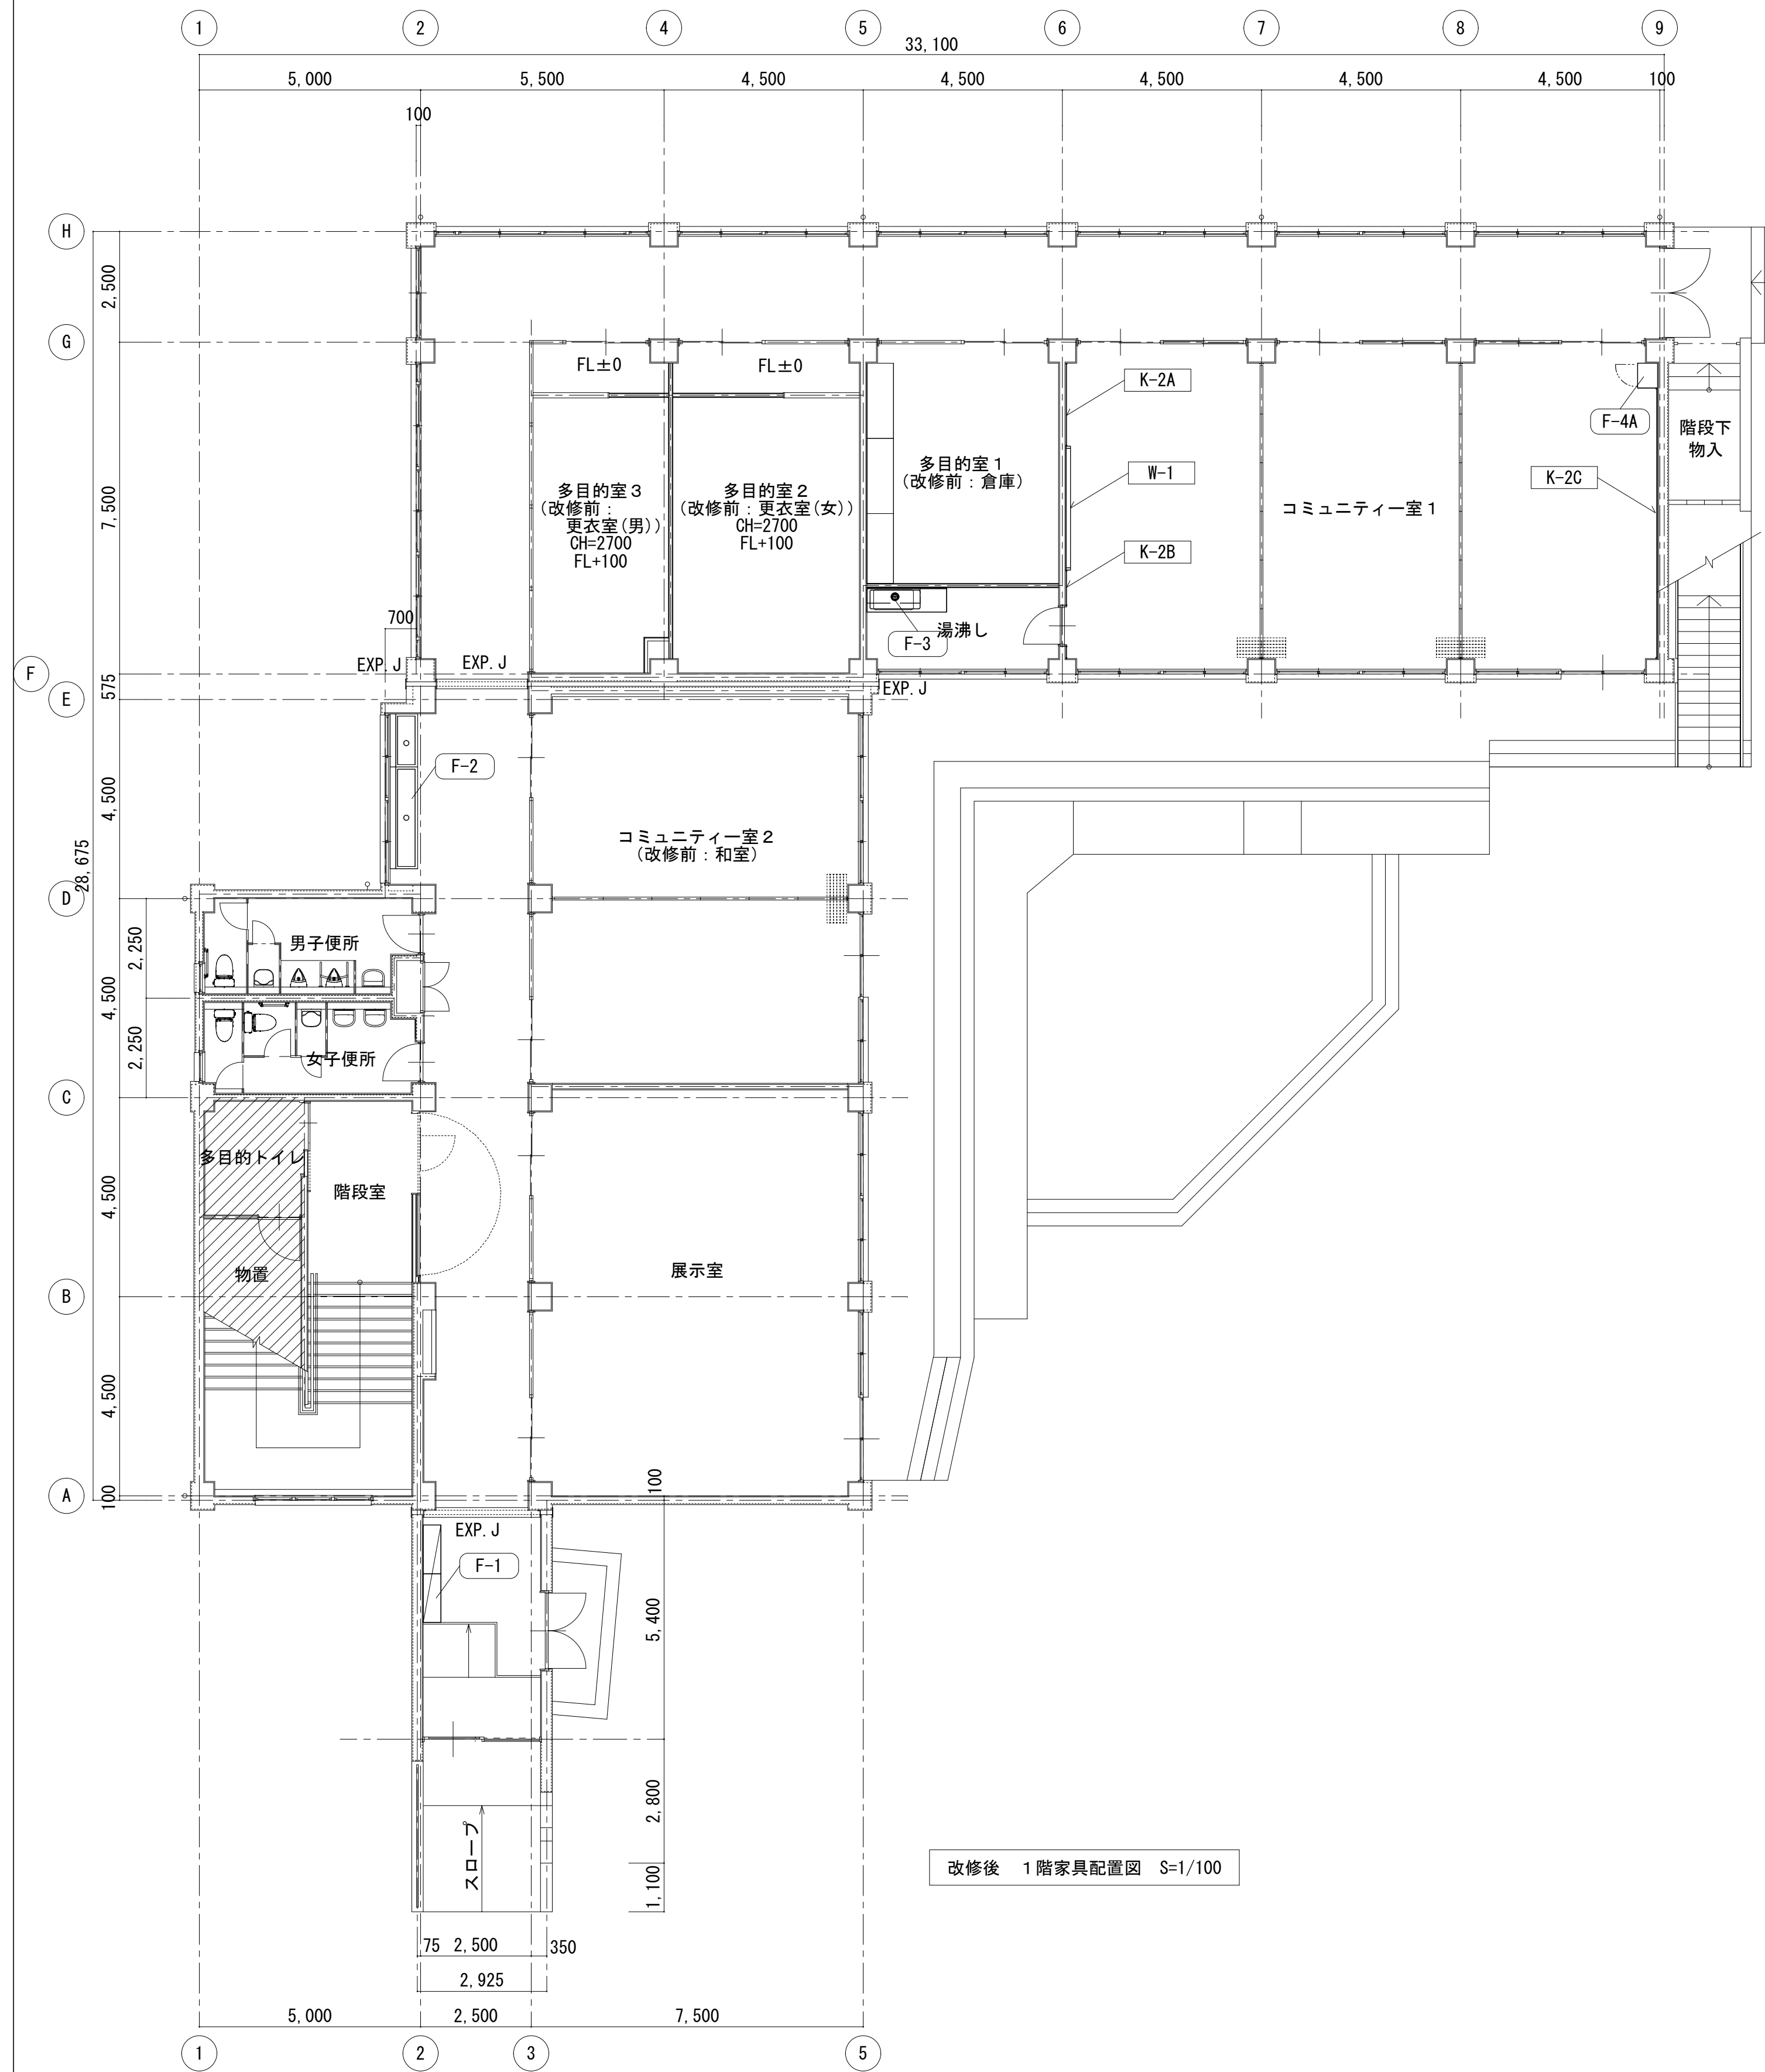 1
2
4
5
6
7
8
9
33,100
5,000
5,500
4,500
4,500
4,500
4,500
4,500
100
100
H
2,500
G
FL±0
FL±0
K-2A
F-4A
階段下
物入
多目的室3
(改修前：
更衣室(男))
CH=2700
FL+100
多目的室2
(改修前：更衣室(女))
CH=2700
FL+100
多目的室1
(改修前：倉庫)
W-1
K-2C
コミュニティー室1
7,500
K-2B
700
F-3
湯沸し
EXP.J
EXP.J
F
575
EXP.J
E
F-2
4,500
コミュニティー室2
(改修前：和室)
28,675
D
2,250
男子便所
4,500
2,250
女子便所
C
多目的トイレ
階段室
4,500
物置
展示室
B
4,500
100
A
100
EXP.J
F-1
5,400
2,800
スロープ
1,100
改修後　1階家具配置図　S=1/100
75
2,500
350
2,925
5,000
2,500
7,500
1
2
3
5